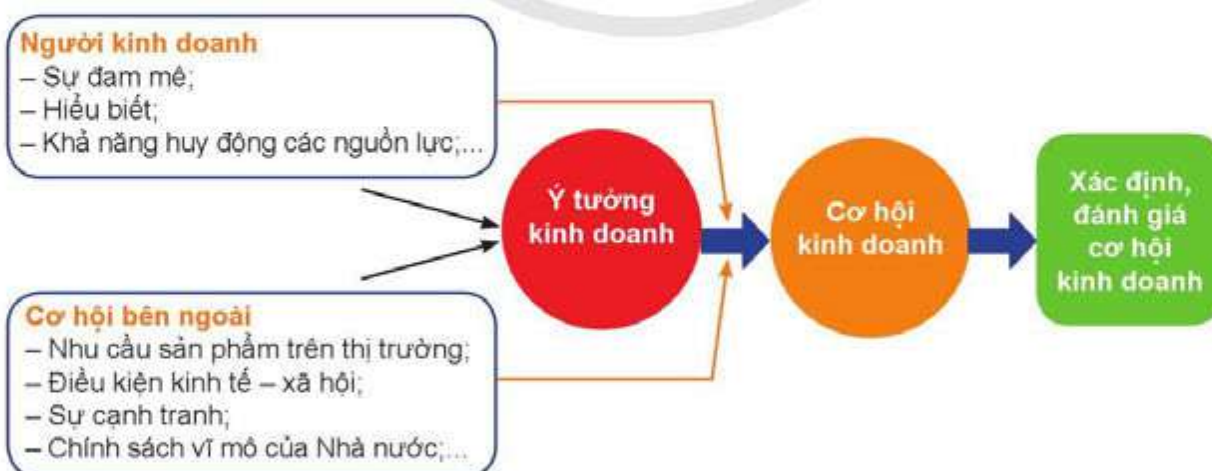 Người kinh doanh
– Sự đam mê;
– Hiểu biết;
– Khả năng huy động các nguồn lực;...
Cơ hội bên ngoài
– Nhu cầu sản phẩm trên thị trường;
– Điều kiện kinh tế – xã hội;
– Sự cạnh tranh;
– Chính sách vĩ mô của Nhà nước;...
Ý tưởng
kinh doanh
Cơ hội
kinh doanh
Xác định,
đánh giá
cơ hội
kinh doanh